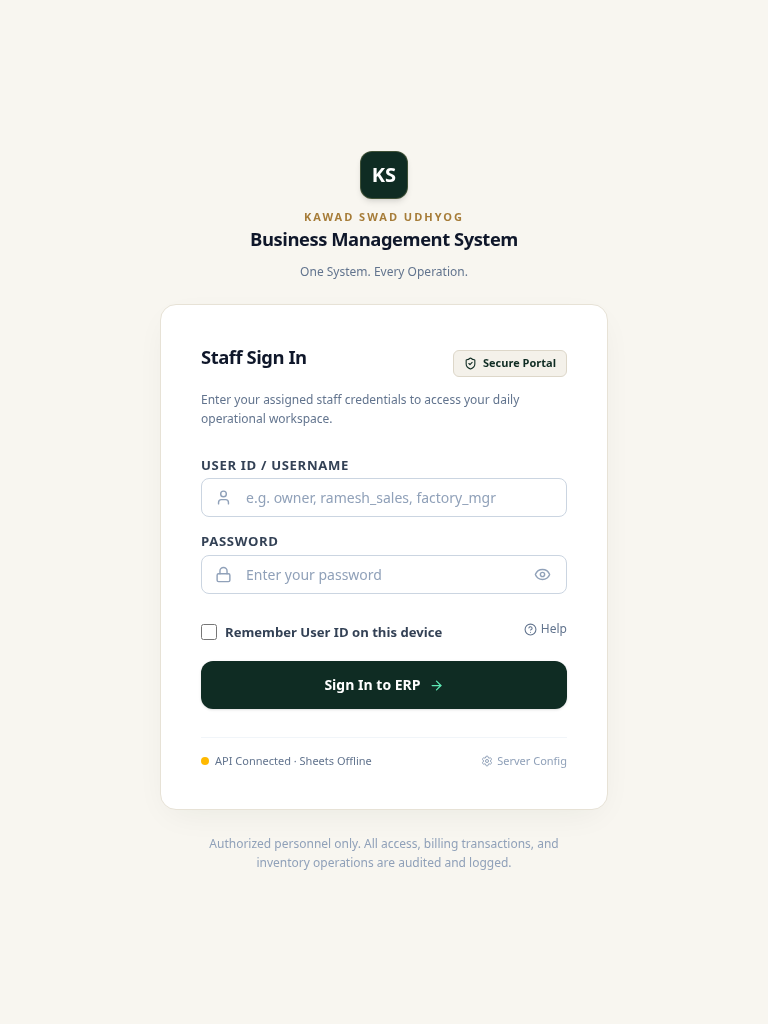 KS
KAWAD SWAD UDHYOG
Business Management System
One System. Every Operation.
Staff Sign In
Secure Portal
Enter your assigned staff credentials to access your daily
operational workspace.
USER ID / USERNAME
e.g. owner, ramesh_sales, factory_mgr
PASSWORD
Enter your password
Remember User ID on this device
Help
Sign In to ERP →
API Connected · Sheets Offline
Server Config
Authorized personnel only. All access, billing transactions, and
inventory operations are audited and logged.